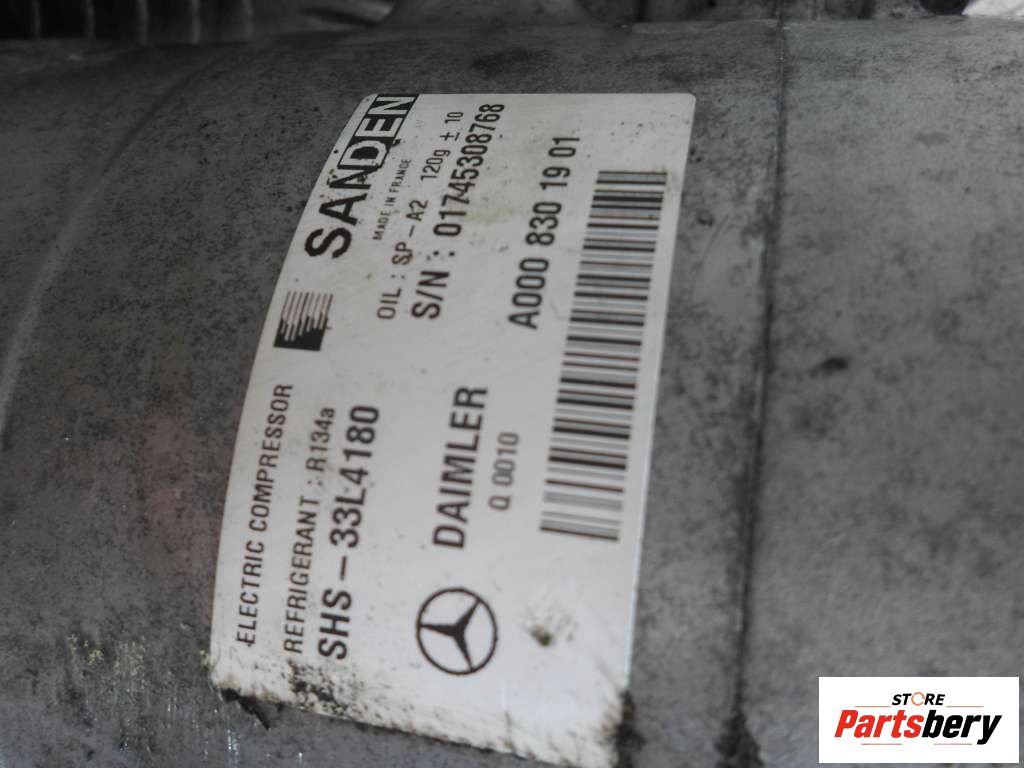 SANDEN
MADE IN FRANCE
ELECTRIC COMPRESSOR
REFRIGERANT : R134a
OIL : SP-A2 120g ± 10
SHS-33L4180
S/N : 01745308768
DAIMLER
A000 830 19 01
Q 0010
STORE
Partsbery